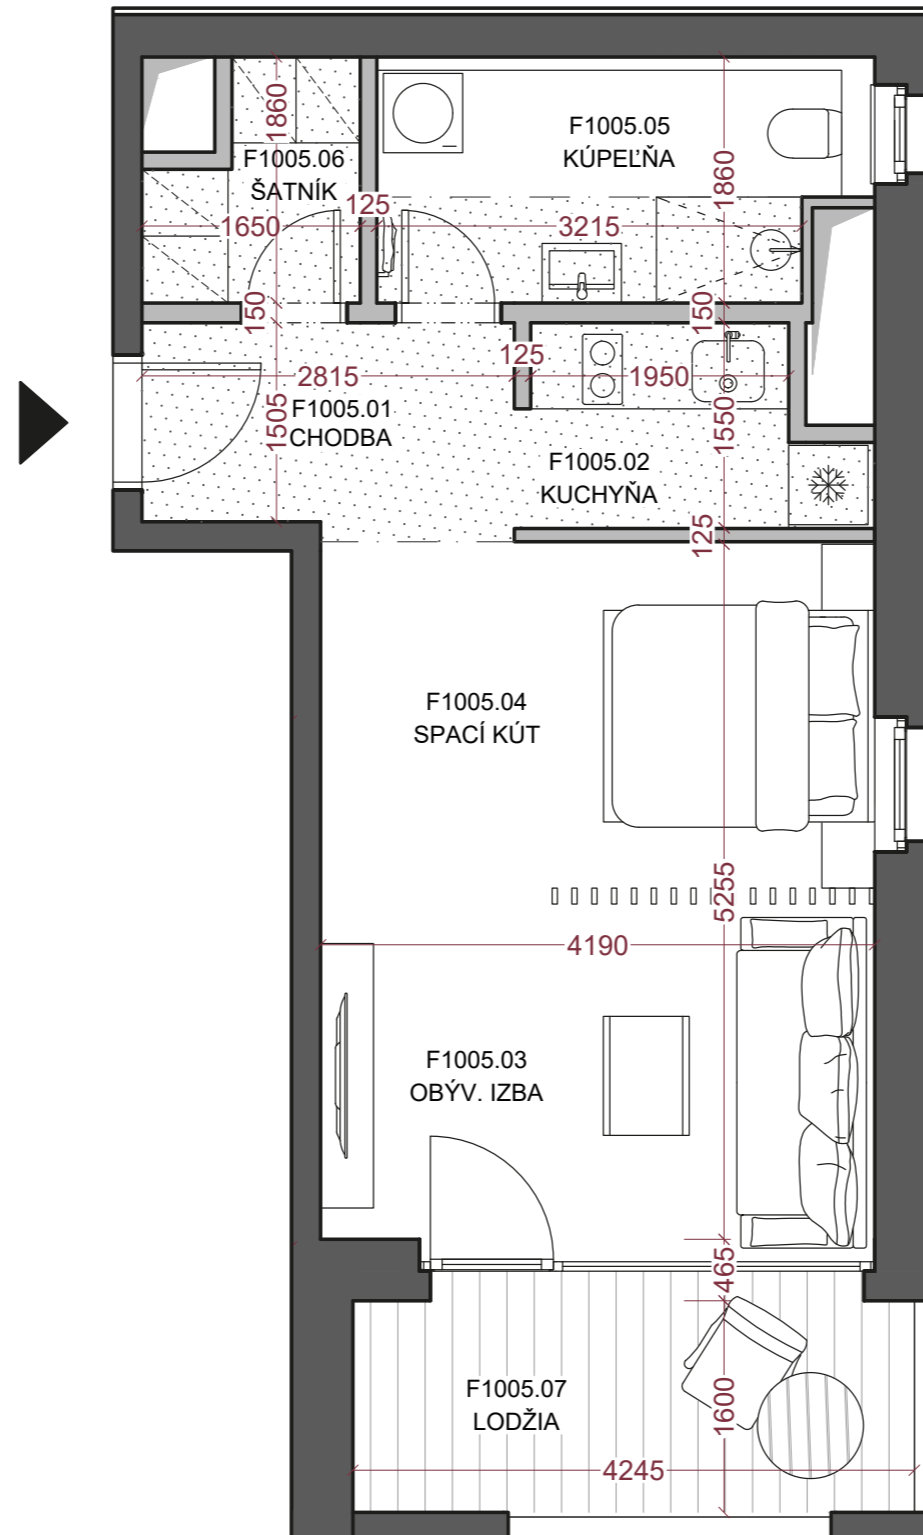 1860
F1005.06
ŠATNÍK
1650
125
F1005.05
KÚPEĽŇA
1860
3215
150
150
125
2815
1950
F1005.01
CHODBA
1505
1550
F1005.02
KUCHYŇA
125
F1005.04
SPACÍ KÚT
5255
4190
F1005.03
OBÝV. IZBA
465
F1005.07
LODŽIA
1600
4245